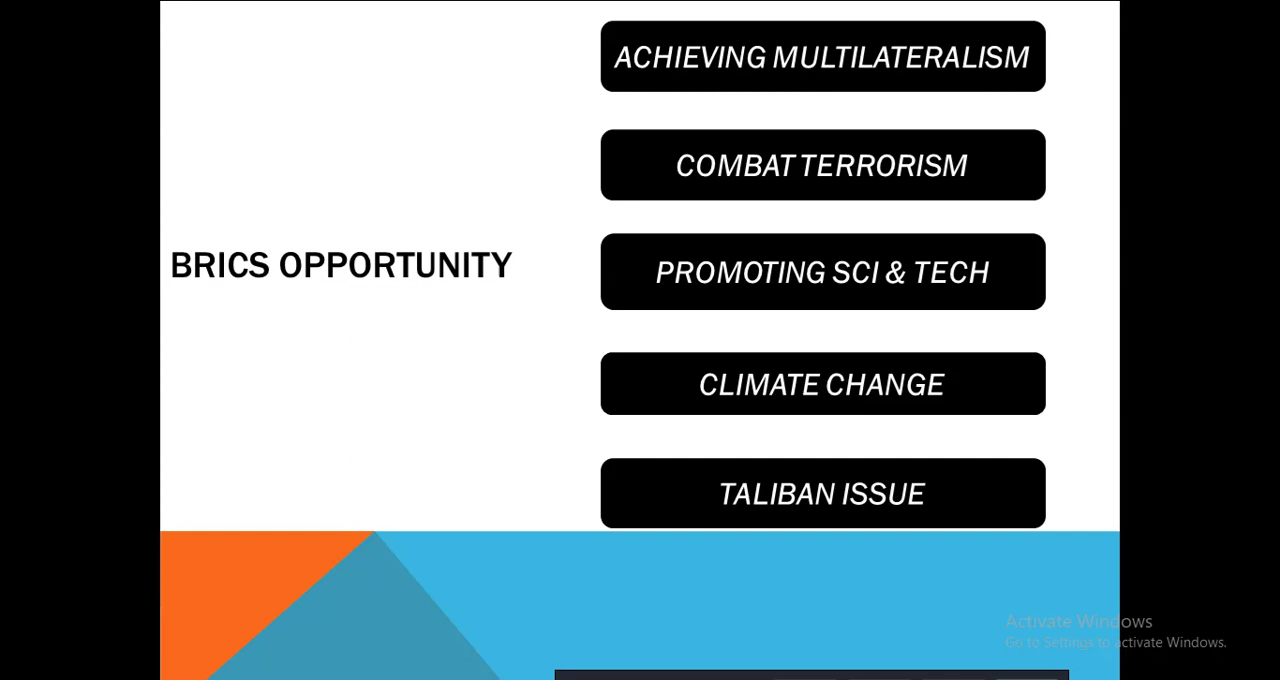 ACHIEVING MULTILATERALISM
COMBAT TERRORISM
BRICS OPPORTUNITY
PROMOTING SCI & TECH
CLIMATE CHANGE
TALIBAN ISSUE
Activate Windows
Go to Settings to activate Windows.